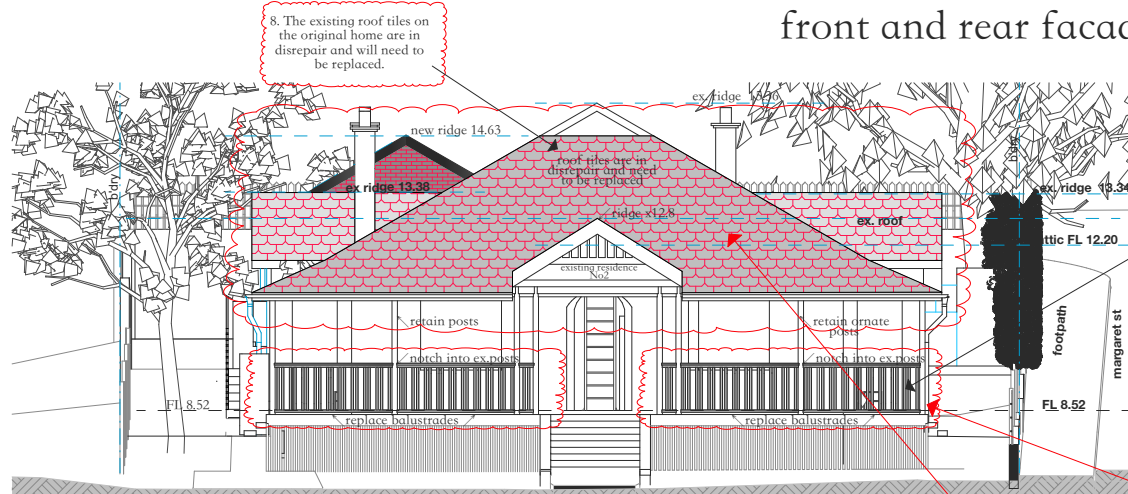 front and rear facad
8. The existing roof tiles on
the original home are in
disrepair and will need to
be replaced.
ex. ridge
new ridge 14.63
roof tiles are in
disrepair and need
to be replaced
ex ridge 13.38
ex. ridge 13.34
ridge x12.8
ex. roof
attic FL 12.20
existing residence
No2
retain posts
retain ornate
posts
footpath
margaret st
notch into ex.posts
notch into ex.posts
FL 8.52
FL 8.52
replace balustrades
replace balustrades